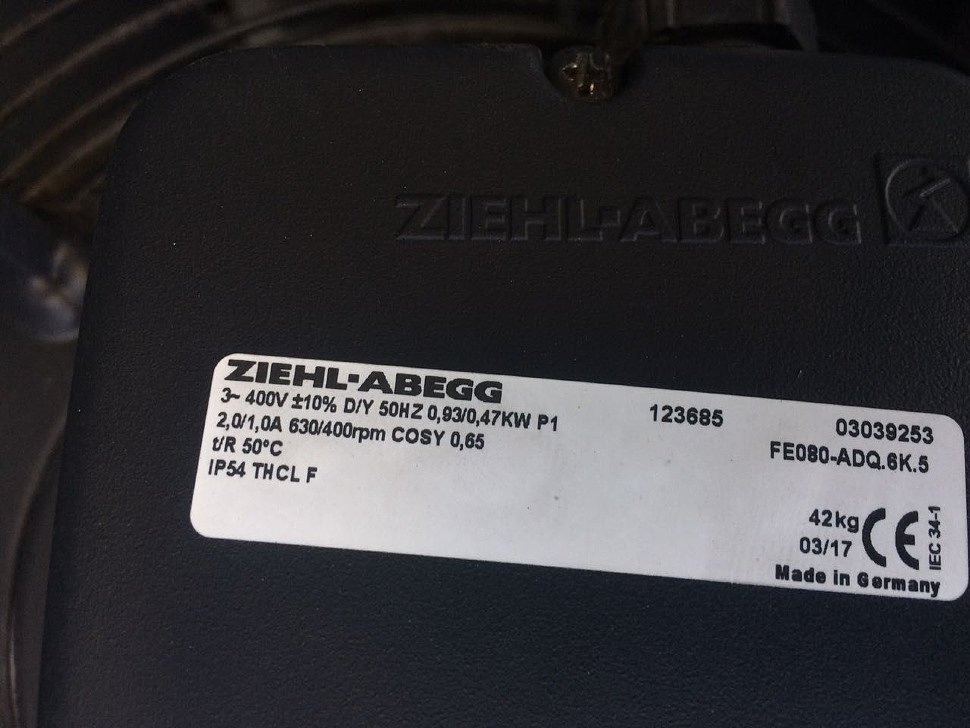 ZIEHL-ABEGG
ZIEHL-ABEGG
3~ 400V ±10% D/Y 50HZ 0,93/0,47KW P1
2,0/1,0A 630/400rpm COSY 0,65
t/R 50°C
IP54 THCL F
123685
03039253
FE080-ADQ.6K.5
42kg
03/17
CE
IEC 34-1
Made in Germany